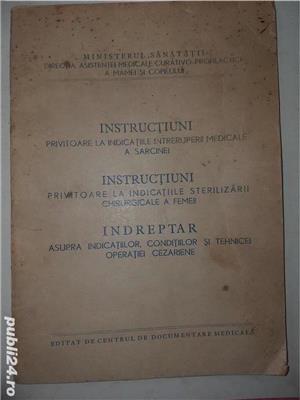 MINISTERUL SĂNĂTĂȚII
DIRECȚIA ASISTENȚEI MEDICALE CURATIVO-PROFILACTICE
A MAMEI ȘI COPILULUI
INSTRUCȚIUNI
PRIVITOARE LA INDICAȚIILE ÎNTRERUPERII MEDICALE
A SARCINEI
INSTRUCȚIUNI
PRIVITOARE LA INDICAȚIILE STERILIZĂRII
CHIRURGICALE A FEMEII
INDREPTAR
ASUPRA INDICAȚIILOR, CONDIȚIILOR ȘI TEHNICEI
OPERAȚIEI CEZARIENE
EDITAT DE CENTRUL DE DOCUMENTARE MEDICALĂ
publi24.ro